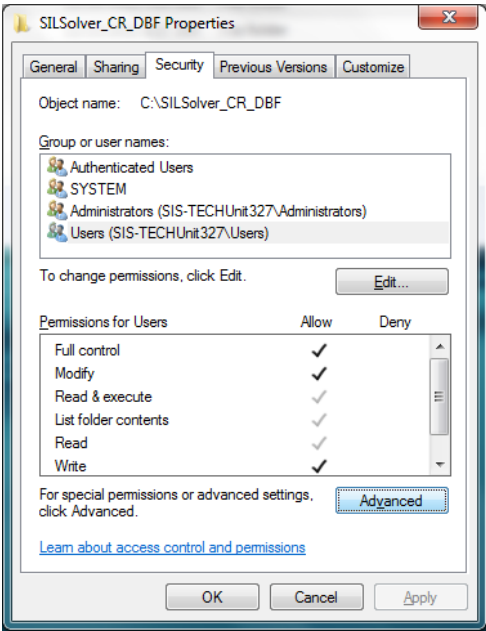 SILSolver_CR_DBF Properties
General Sharing Security Previous Versions Customize
Object name: C:\SILSolver_CR_DBF
Group or user names:
Authenticated Users
SYSTEM
Administrators (SIS-TECHUnit327\Administrators)
Users (SIS-TECHUnit327\Users)
To change permissions, click Edit.
Edit...
Permissions for Users Allow Deny
Full control
Modify
Read & execute
List folder contents
Read
Write
For special permissions or advanced settings,
click Advanced.
Advanced
Learn about access control and permissions
OK Cancel Apply